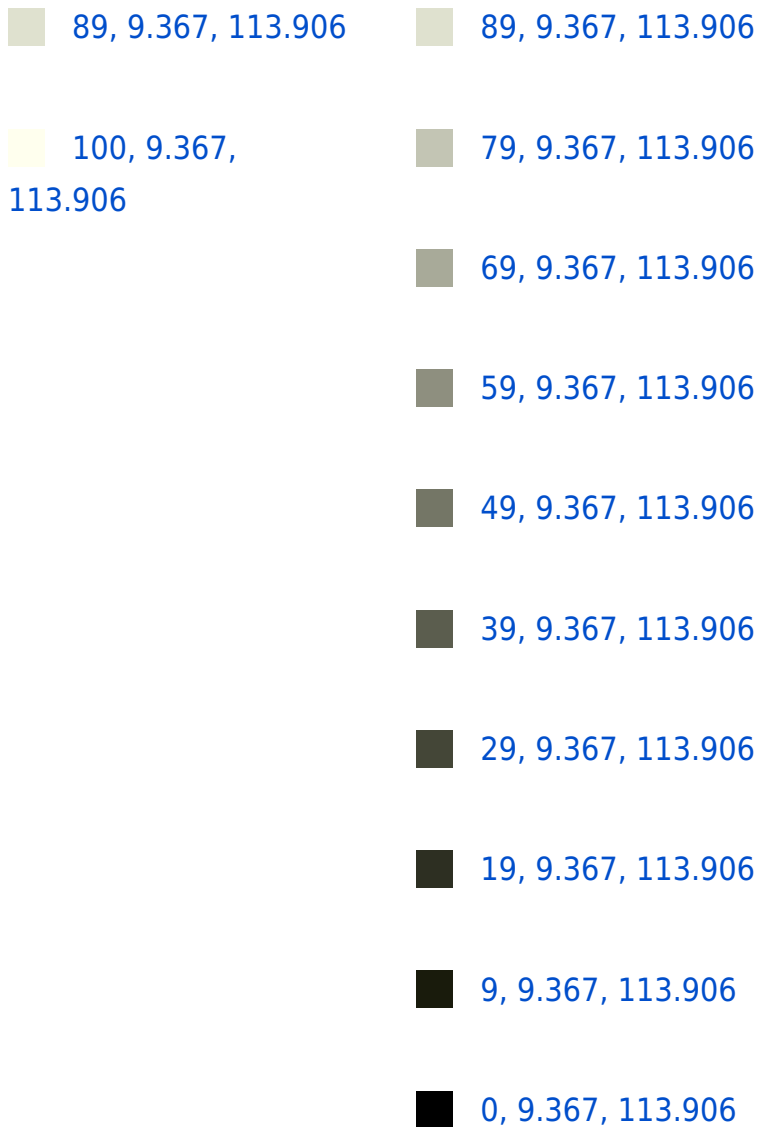 89, 9.367, 113.906
100, 9.367,
113.906
89, 9.367, 113.906
79, 9.367, 113.906
69, 9.367, 113.906
59, 9.367, 113.906
49, 9.367, 113.906
39, 9.367, 113.906
29, 9.367, 113.906
19, 9.367, 113.906
9, 9.367, 113.906
0, 9.367, 113.906